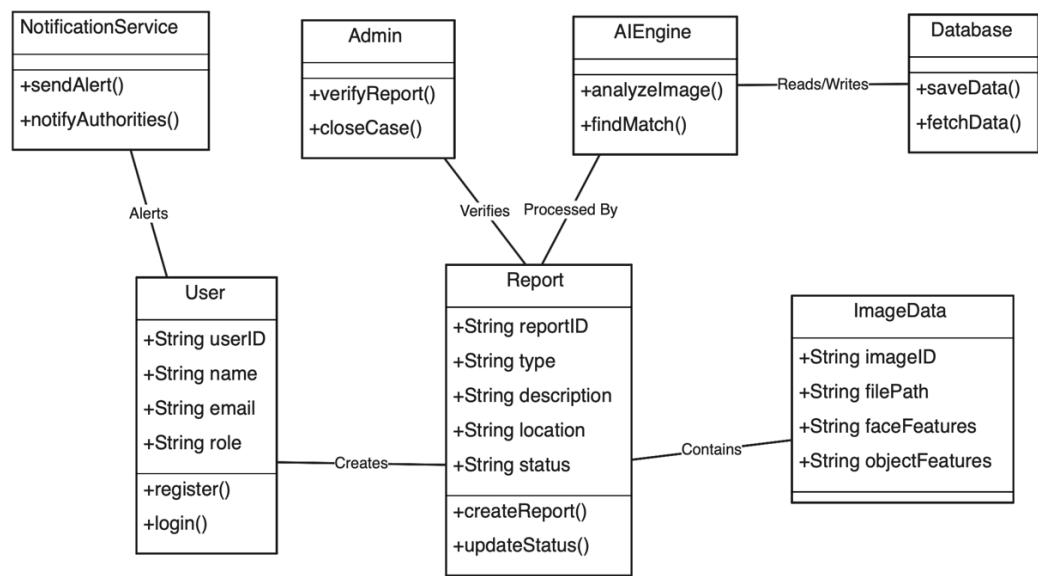 NotificationService
+sendAlert()
+notifyAuthorities()
Admin
+verifyReport()
+closeCase()
AIEngine
+analyzeImage()
+findMatch()
Reads/Writes
Database
+saveData()
+fetchData()
Alerts
Verifies
Processed By
User
+String userID
+String name
+String email
+String role
+register()
+login()
Creates
Report
+String reportID
+String type
+String description
+String location
+String status
+createReport()
+updateStatus()
Contains
ImageData
+String imageID
+String filePath
+String faceFeatures
+String objectFeatures